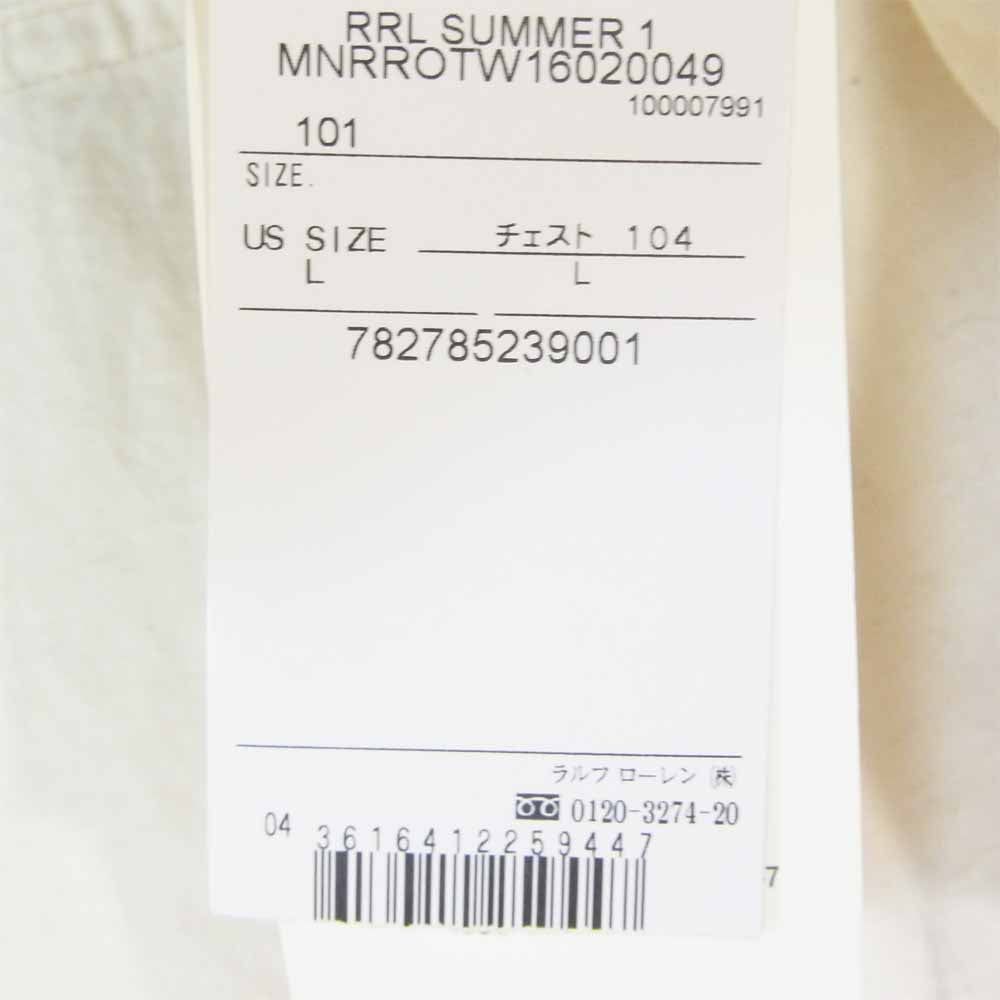 RRL SUMMER 1
MNRROTW16020049
100007991
101
SIZE.
US SIZE チェスト 104
L L
782785239001
ラルフ ローレン ㈱
0120-3274-20
04 3616412259447
7